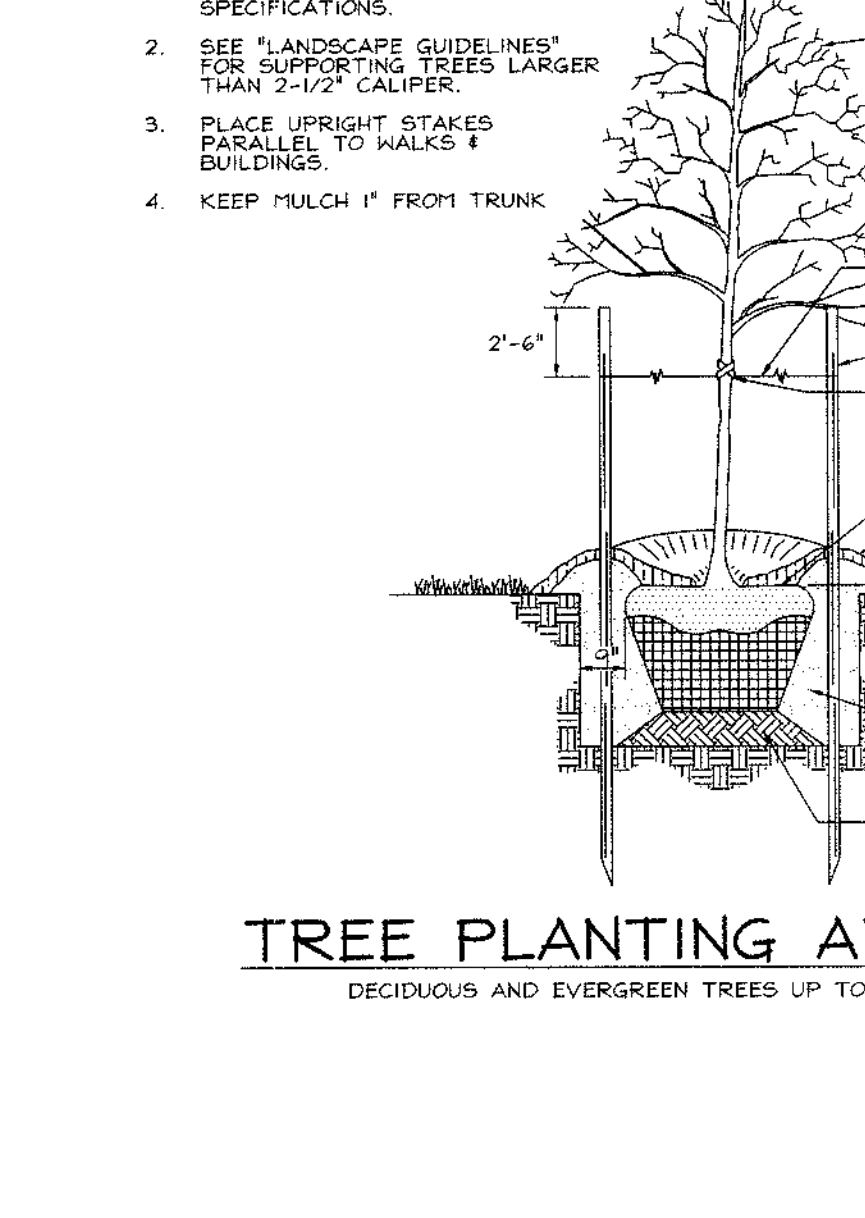 SPECIFICATIONS.
2. SEE "LANDSCAPE GUIDELINES"
FOR SUPPORTING TREES LARGER
THAN 2-1/2" CALIPER.
3. PLACE UPRIGHT STAKES
PARALLEL TO WALKS &
BUILDINGS.
4. KEEP MULCH 1" FROM TRUNK
2'-6"
TREE PLANTING
DECIDUOUS AND EVERGREEN TREES UP TO